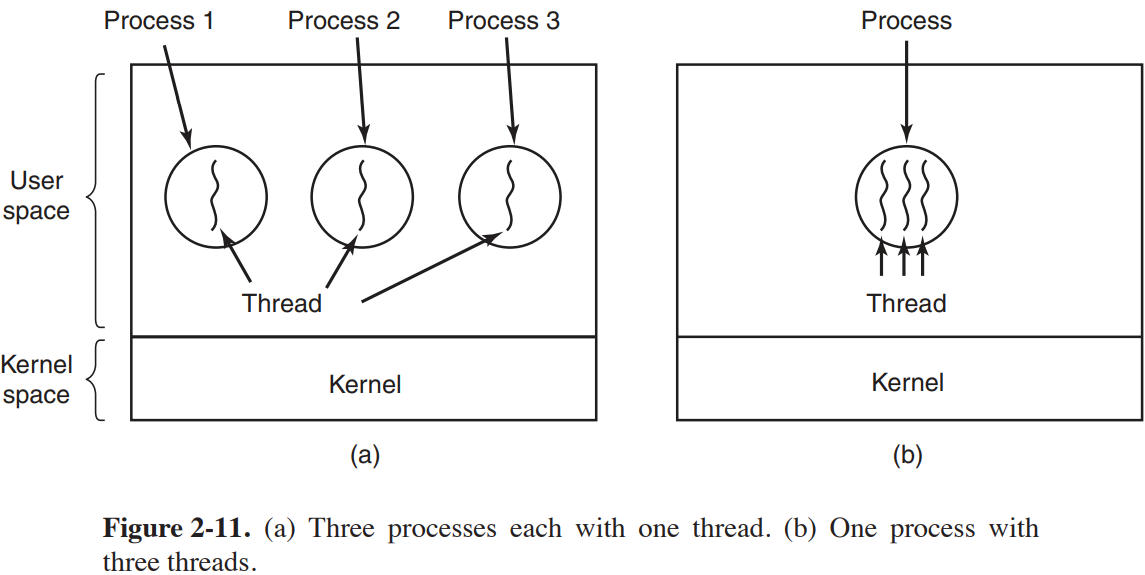 Process 1 Process 2 Process 3 Process
User
space
Thread Thread
Kernel
space
Kernel Kernel
(a) (b)
Figure 2-11. (a) Three processes each with one thread. (b) One process with
three threads.